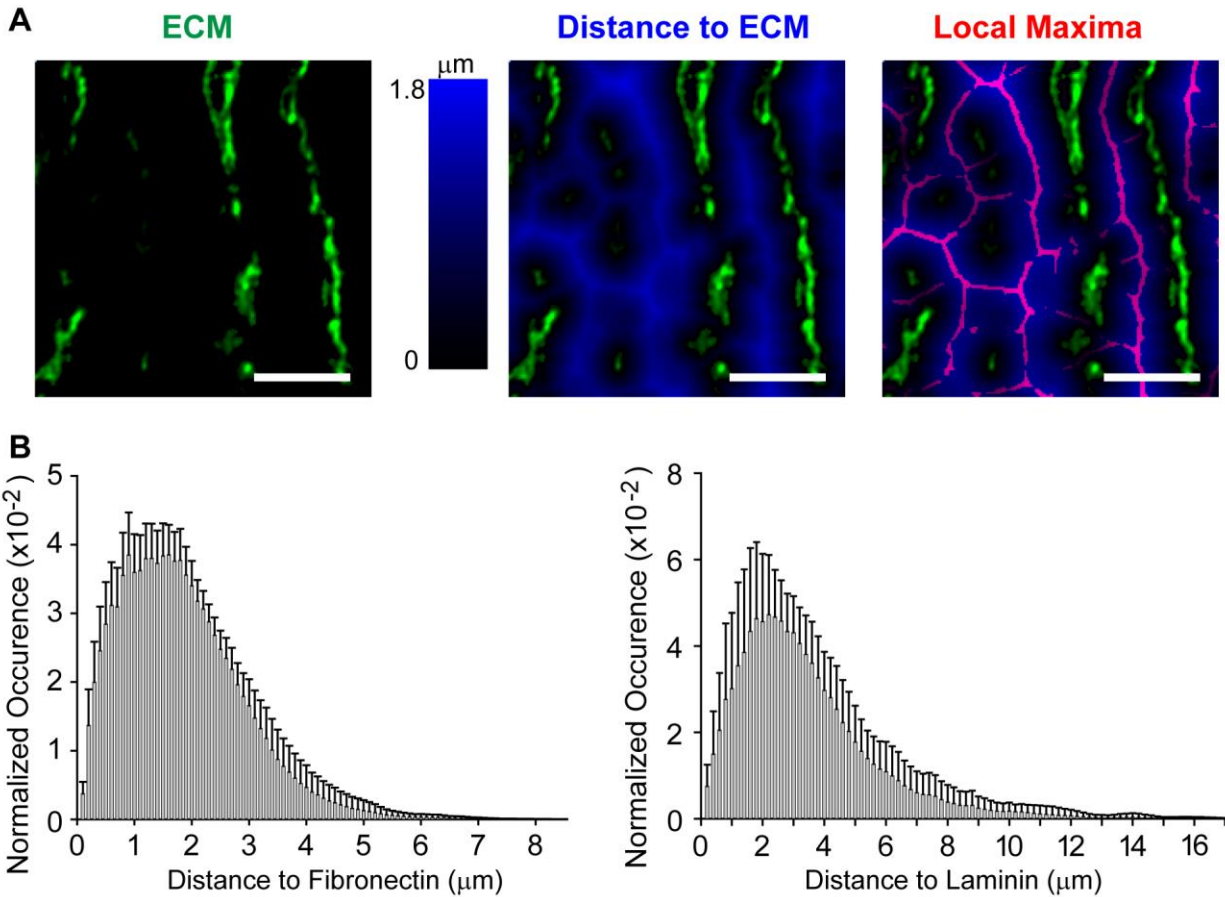 A
ECM
Distance to ECM
Local Maxima
μm
1.8
0
B
Normalized Occurence (x10-2)
5
4
3
2
1
0
0 1 2 3 4 5 6 7 8
Distance to Fibronectin (μm)
Normalized Occurence (x10-2)
8
6
4
2
0
0 2 4 6 8 10 12 14 16
Distance to Laminin (μm)